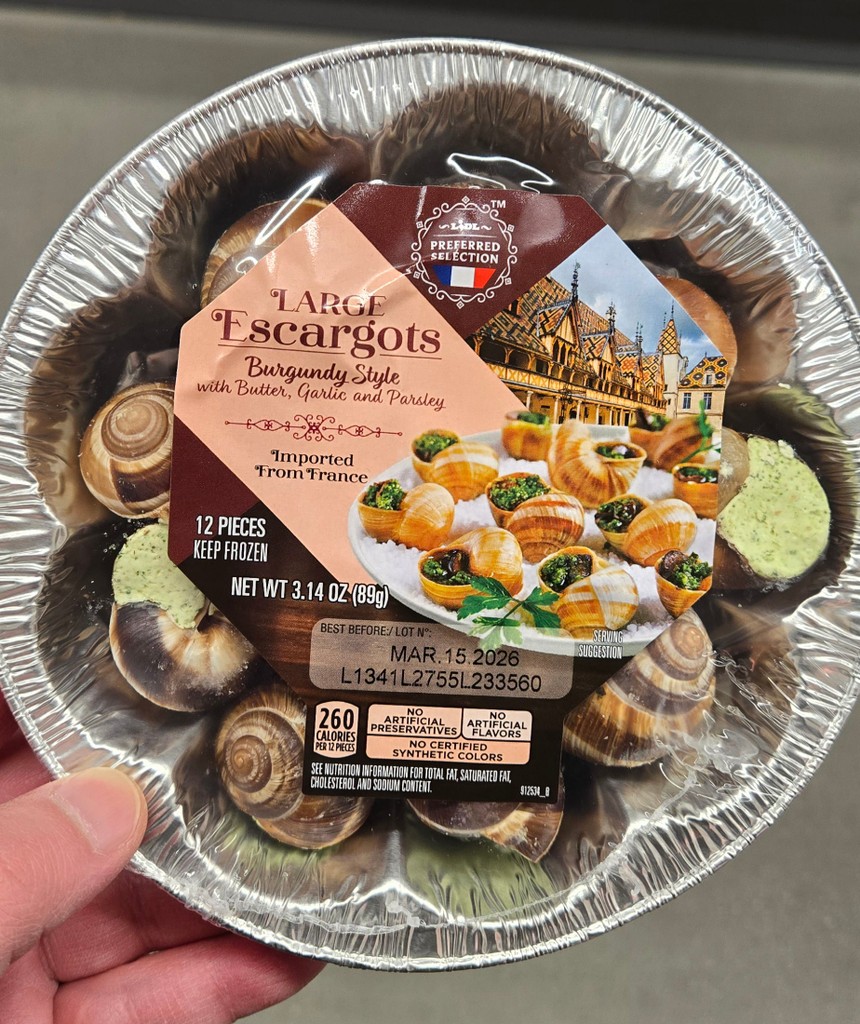 LIDL
™
PREFERRED
SELECTION
LARGE
Escargots
Burgundy Style
with Butter, Garlic and Parsley
Imported
From France
12 PIECES
KEEP FROZEN
NET WT 3.14 OZ (89g)
SERVING
SUGGESTION
BEST BEFORE:/ LOT N°:
MAR.15.2026
L1341L2755L233560
260
CALORIES
PER 12 PIECES
NO
ARTIFICIAL
PRESERVATIVES
NO
ARTIFICIAL
FLAVORS
NO CERTIFIED
SYNTHETIC COLORS
SEE NUTRITION INFORMATION FOR TOTAL FAT, SATURATED FAT,
CHOLESTEROL AND SODIUM CONTENT.
912534_B